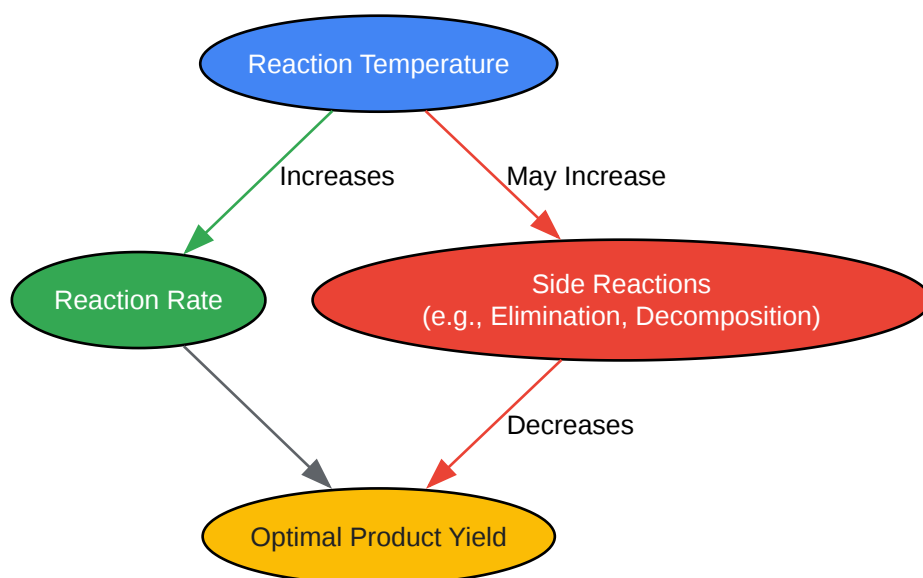 Reaction Temperature
Increases
May Increase
Reaction Rate
Side Reactions
(e.g., Elimination, Decomposition)
Decreases
Optimal Product Yield